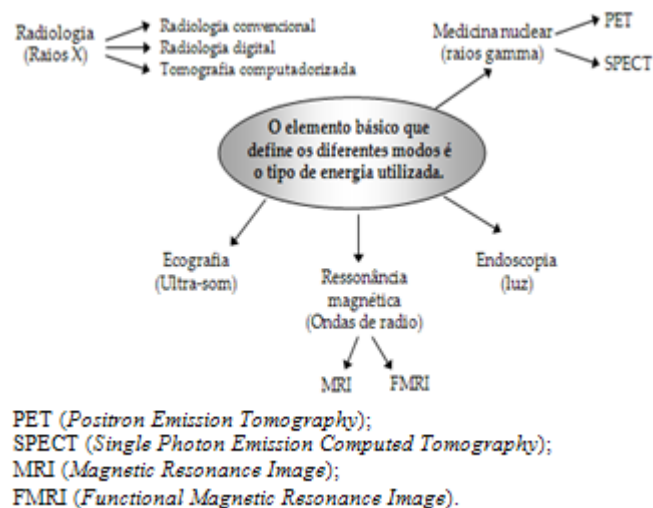 Radiologia
(Raios X)
Radiologia convencional
Radiologia digital
Tomografia computadorizada
Medicina nuclear
(raios gamma)
PET
SPECT
O elemento básico que
define os diferentes modos é
o tipo de energia utilizada.
Ecografia
(Ultra-som)
Ressonância
magnética
(Ondas de radio)
Endoscopia
(luz)
MRI
FMRI
PET (Positron Emission Tomography);
SPECT (Single Photon Emission Computed Tomography);
MRI (Magnetic Resonance Image);
FMRI (Functional Magnetic Resonance Image).